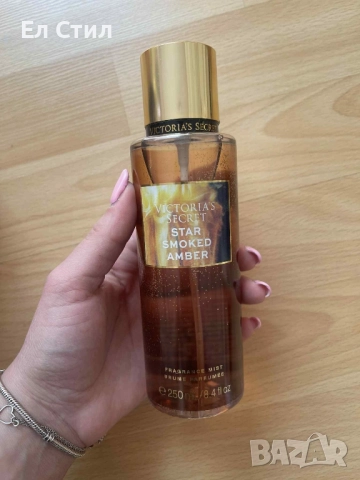 Ел Стил
VICTORIA'S SECRET
VICTORIA'S
SECRET
STAR
SMOKED
AMBER
FRAGRANCE MIST
BRUME PARFUMÉE
℮ 250 mL/8.4 fl oz
BAZAR